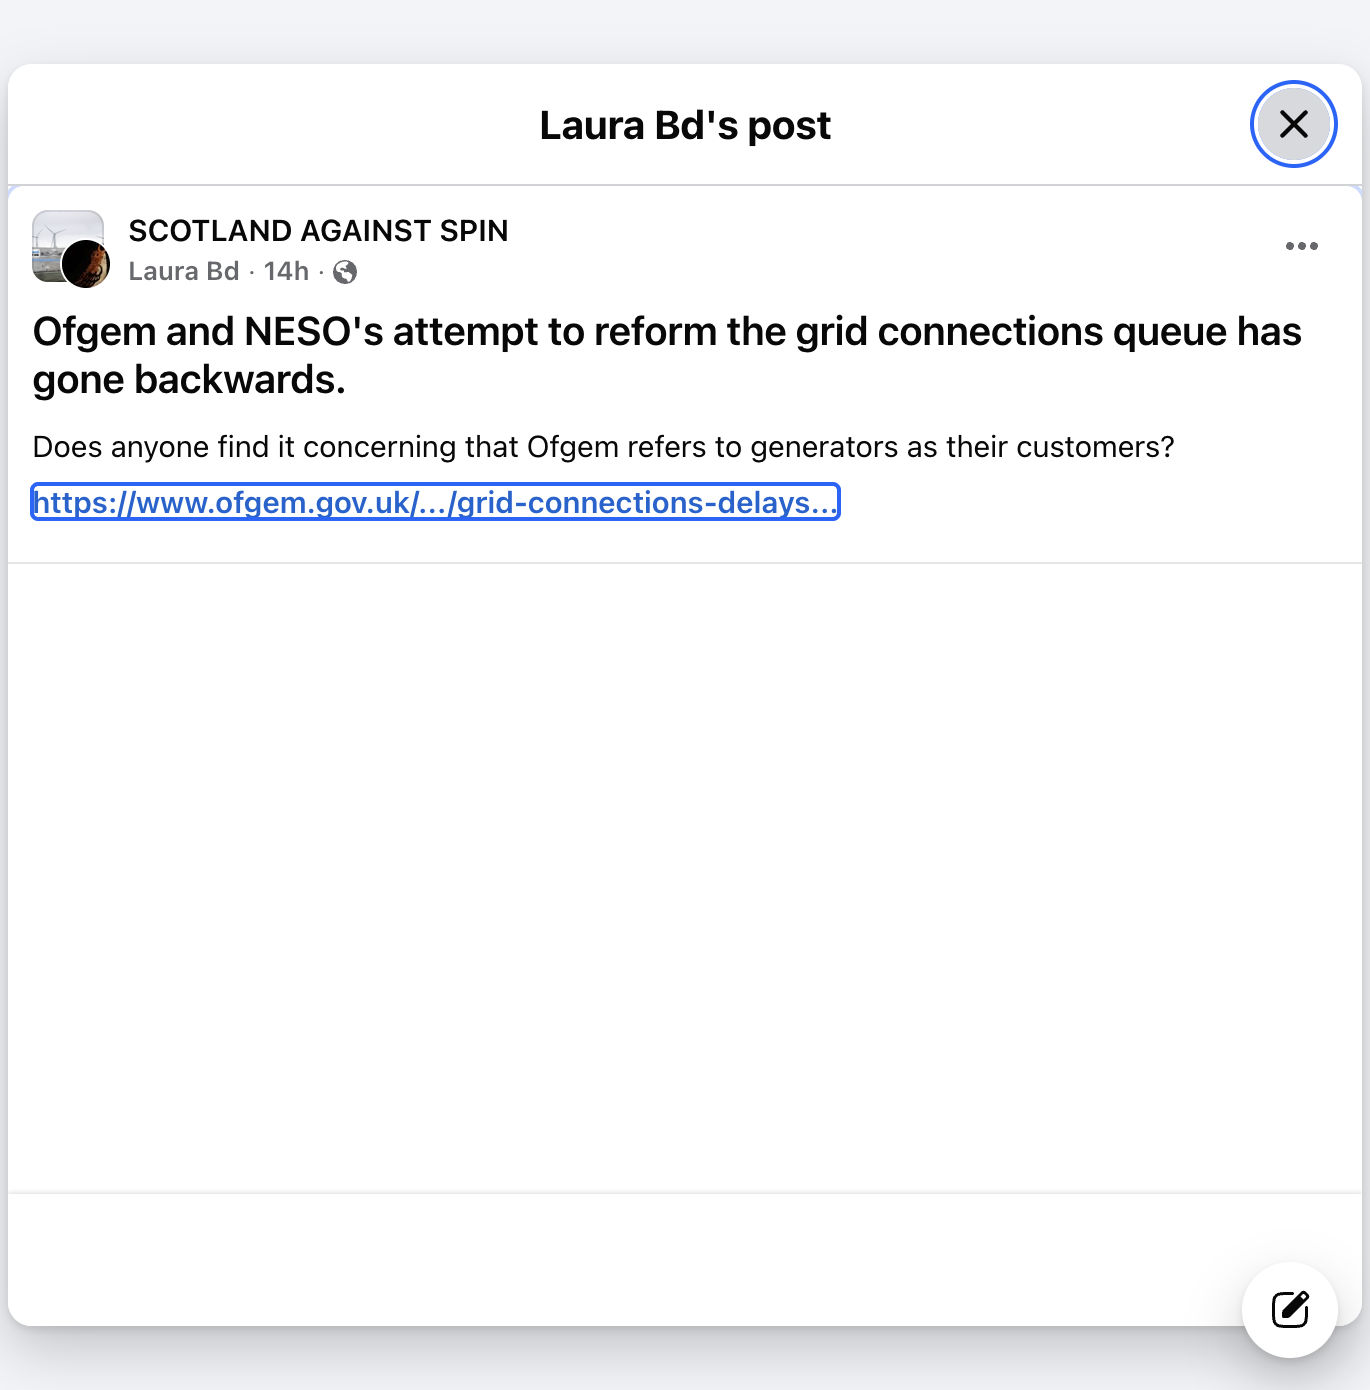 Laura Bd's post
SCOTLAND AGAINST SPIN
Laura Bd · 14h ·
Ofgem and NESO's attempt to reform the grid connections queue has
gone backwards.
Does anyone find it concerning that Ofgem refers to generators as their customers?
https://www.ofgem.gov.uk/.../grid-connections-delays...